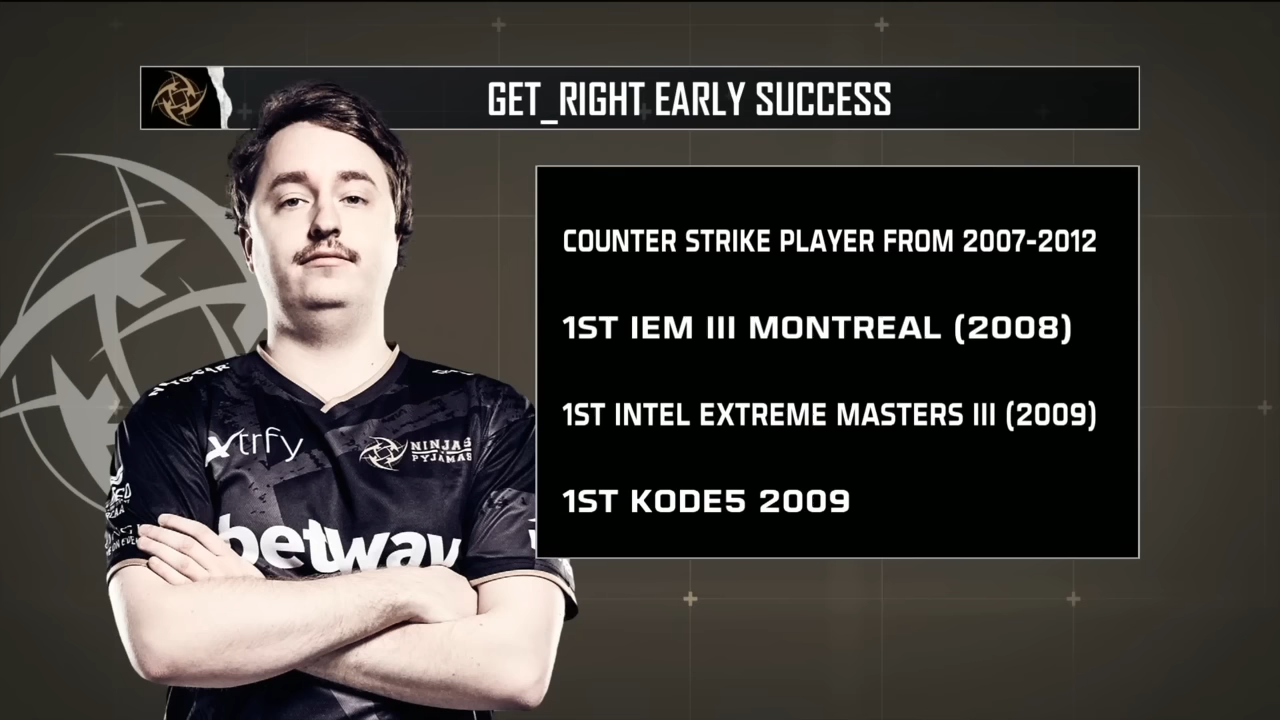 GET_RIGHT EARLY SUCCESS
COUNTER STRIKE PLAYER FROM 2007-2012
1ST IEM III MONTREAL (2008)
1ST INTEL EXTREME MASTERS III (2009)
1ST KODE5 2009
xtrfy
NINJAS
PYJAMAS
betway